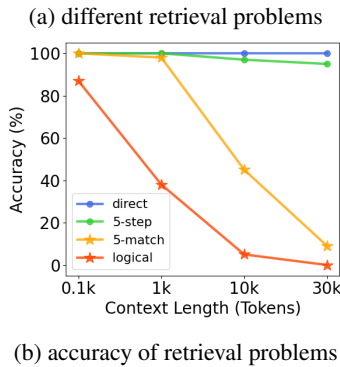 (a) different retrieval problems
100
80
60
40
20
0
Accuracy (%)
direct
5-step
5-match
logical
0.1k 1k 10k 30k
Context Length (Tokens)
(b) accuracy of retrieval problems